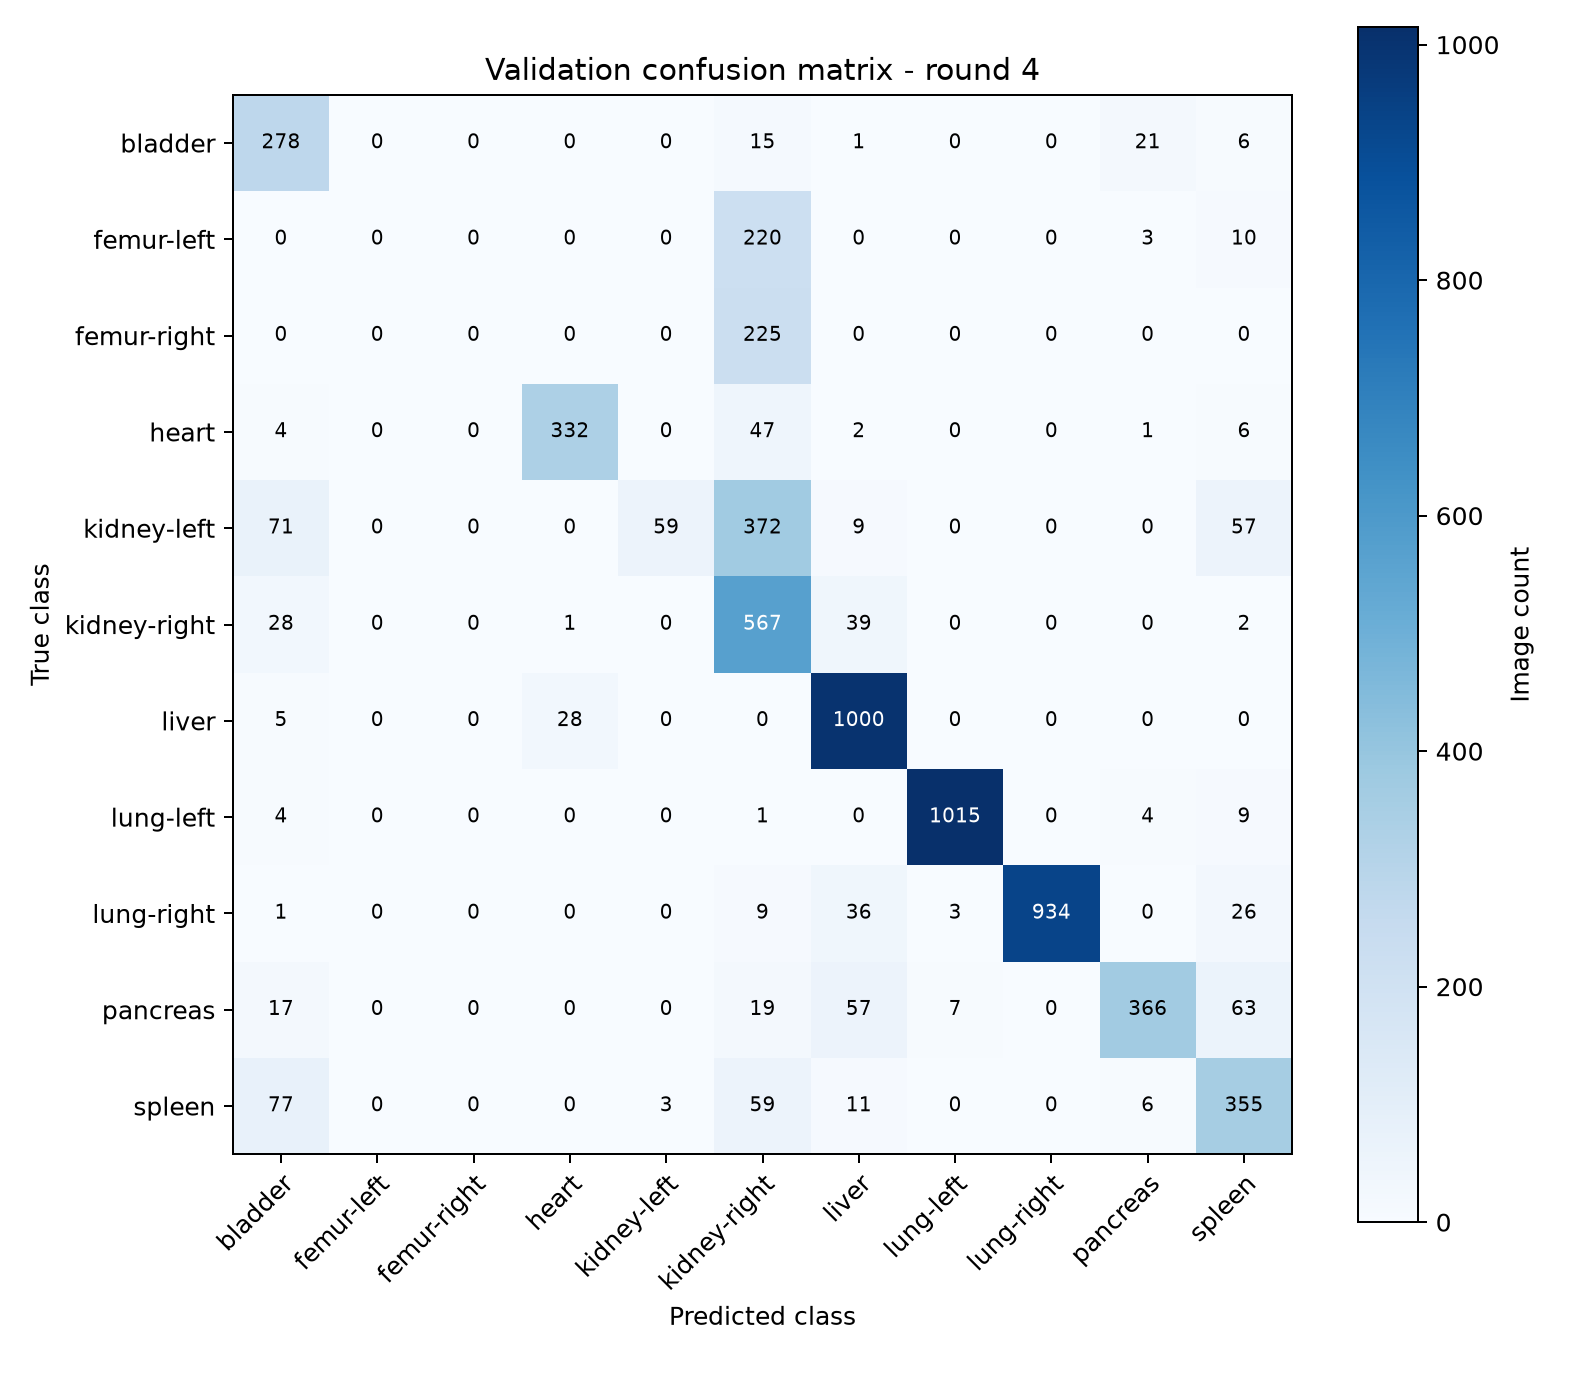 Validation confusion matrix - round 4
1000
800
600
400
200
0
Image count
True class
bladder 278 0 0 0 0 15 1 0 0 21 6
femur-left 0 0 0 0 0 220 0 0 0 3 10
femur-right 0 0 0 0 0 225 0 0 0 0 0
heart 4 0 0 332 0 47 2 0 0 1 6
kidney-left 71 0 0 0 59 372 9 0 0 0 57
kidney-right 28 0 0 1 0 567 39 0 0 0 2
liver 5 0 0 28 0 0 1000 0 0 0 0
lung-left 4 0 0 0 0 1 0 1015 0 4 9
lung-right 1 0 0 0 0 9 36 3 934 0 26
pancreas 17 0 0 0 0 19 57 7 0 366 63
spleen 77 0 0 0 3 59 11 0 0 6 355
bladder femur-left femur-right heart kidney-left kidney-right liver lung-left lung-right pancreas spleen
Predicted class